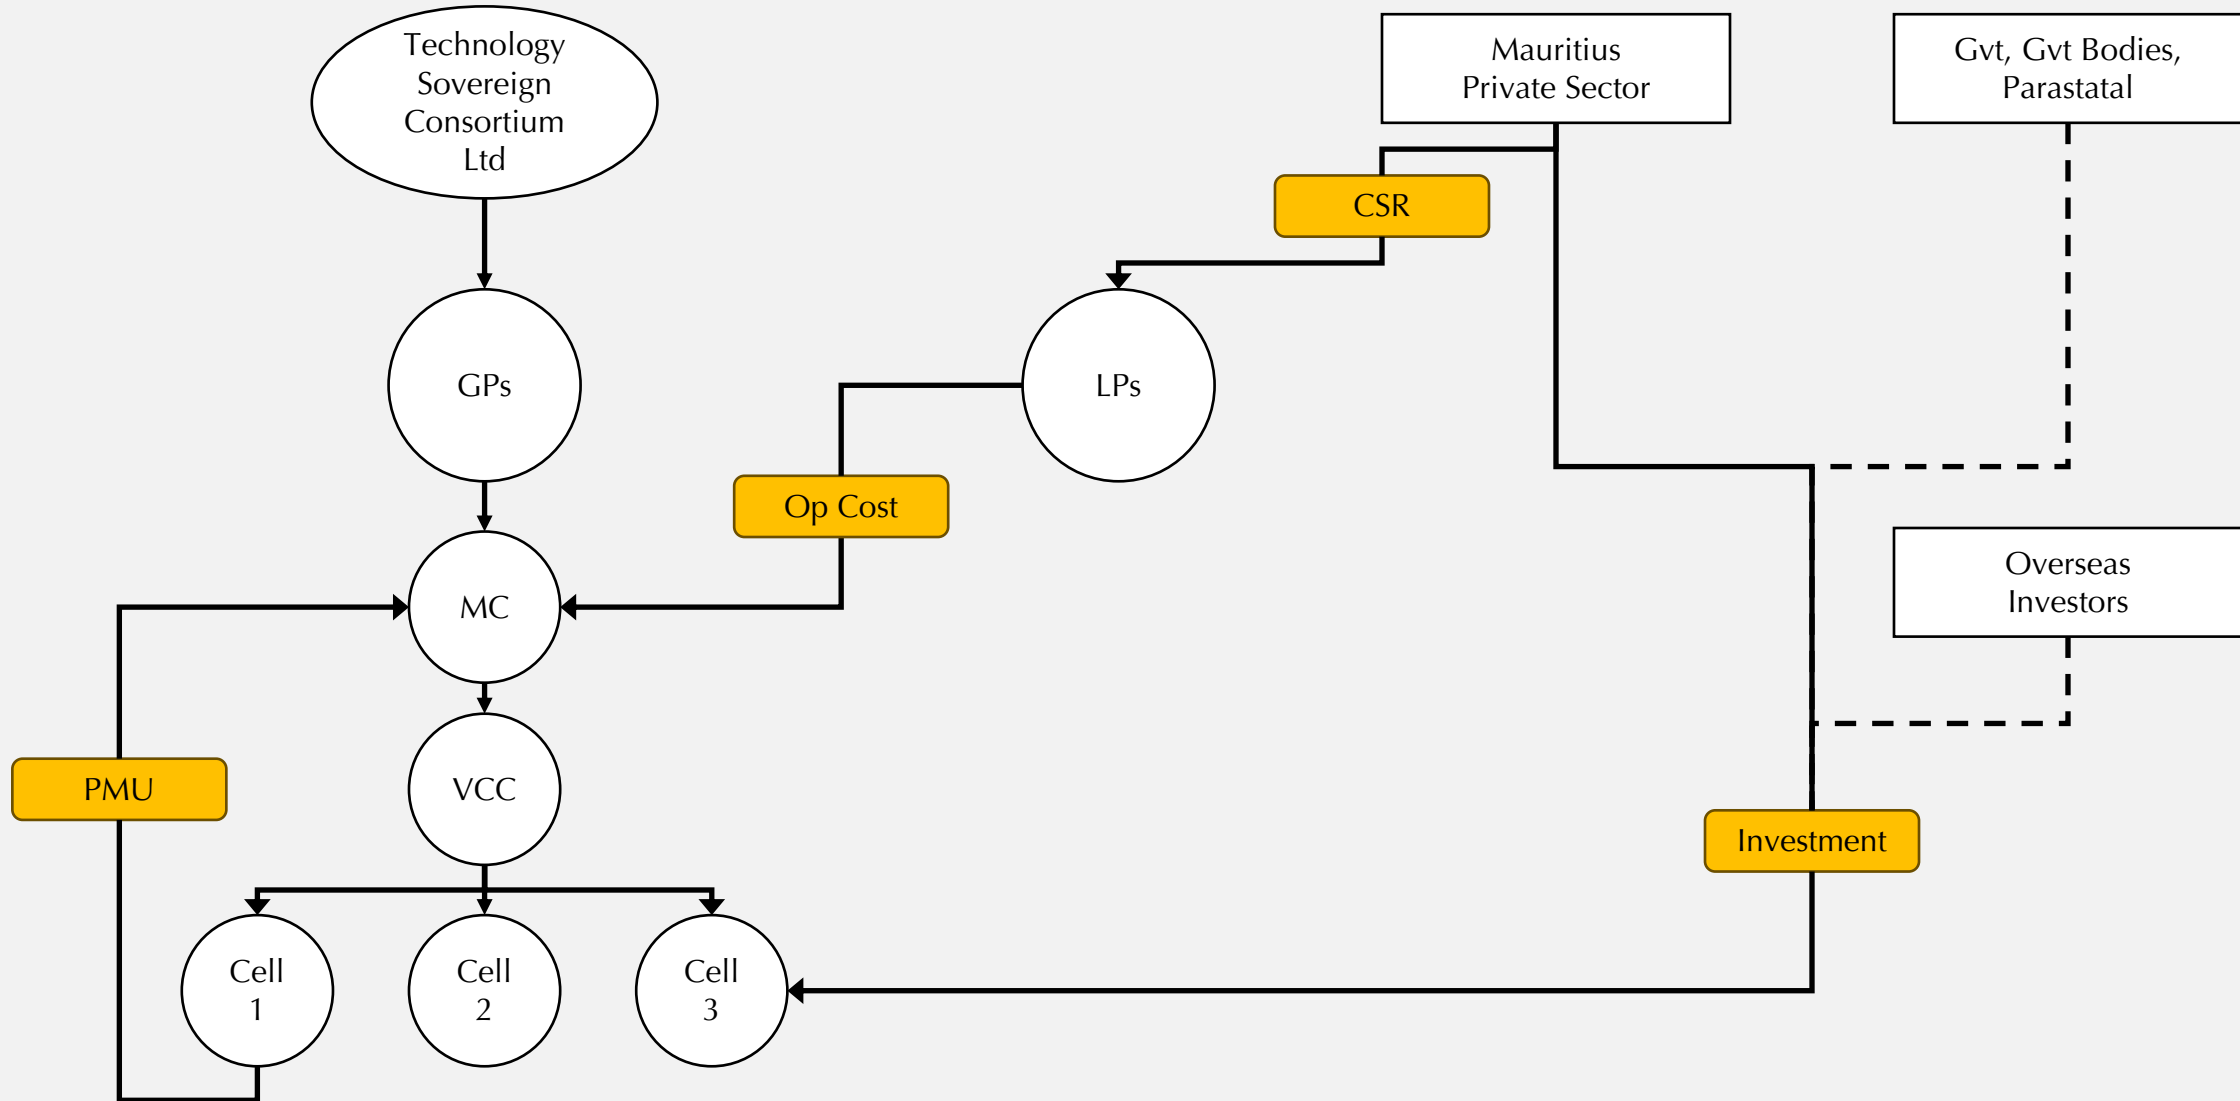 Technology
Sovereign
Consortium
Ltd
Mauritius
Private Sector
Gvt, Gvt Bodies,
Parastatal
CSR
GPs
LPs
Op Cost
Overseas
Investors
MC
PMU
VCC
Investment
Cell
1
Cell
2
Cell
3